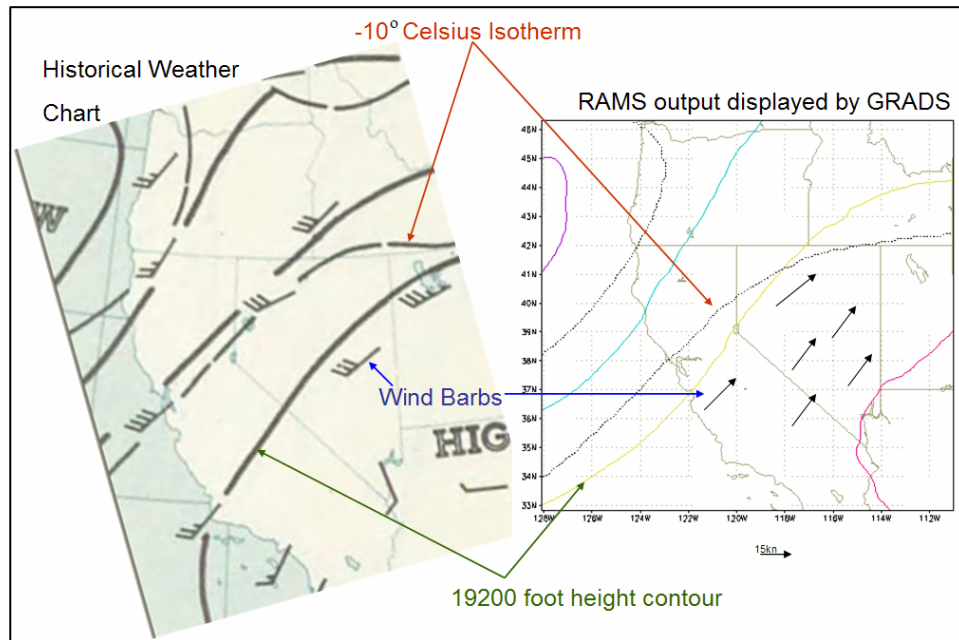 -10° Celsius Isotherm
Historical Weather
Chart
RAMS output displayed by GRADS
W
HIG
Wind Barbs
19200 foot height contour
46N
45N
44N
43N
42N
41N
40N
39N
38N
37N
36N
35N
34N
33N
128W 126W 124W 122W 120W 118W 116W 114W 112W
15kn